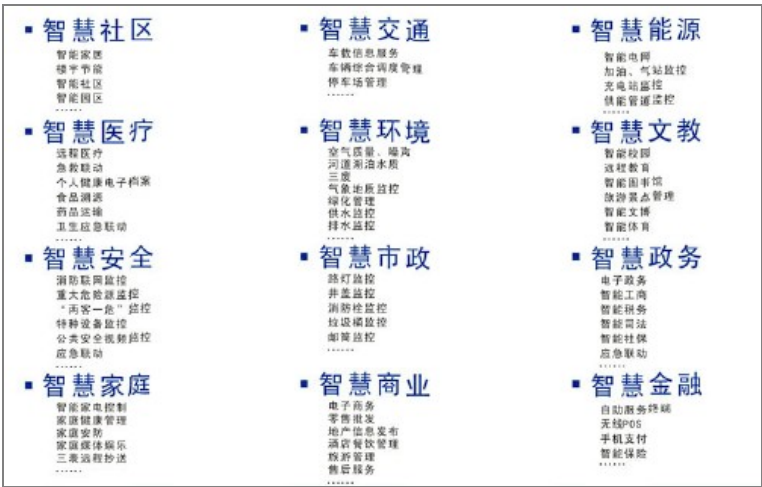 ▪ 智慧社区
智能家居
楼宇节能
智能社区
智能园区
......
▪ 智慧医疗
远程医疗
急救联动
个人健康电子档案
食品溯源
药品运输
卫生应急联动
......
▪ 智慧安全
消防联网监控
重大危险源监控
“两客一危”监控
特种设备监控
公共安全视频监控
应急联动
......
▪ 智慧家庭
智能家电控制
家庭健康管理
家庭安防
家庭媒体娱乐
三表远程抄送
......
▪ 智慧交通
车载信息服务
车辆综合调度管理
停车场管理
......
▪ 智慧环境
空气质量、噪声
河道湖泊水质
三废
气象地质监控
绿化管理
供水监控
排水监控
▪ 智慧市政
路灯监控
井盖监控
消防栓监控
垃圾桶监控
邮筒监控
......
▪ 智慧商业
电子商务
零售批发
地产信息发布
酒店餐饮管理
旅游管理
售后服务
......
▪ 智慧能源
智能电网
加油、气站监控
充电站监控
供能管道监控
......
▪ 智慧文教
智能校园
远程教育
智能图书馆
旅游景点管理
智能文博
智能体育
......
▪ 智慧政务
电子政务
智能工商
智能税务
智能司法
智能社保
应急联动
......
▪ 智慧金融
自助服务终端
无线POS
手机支付
智能保险
......